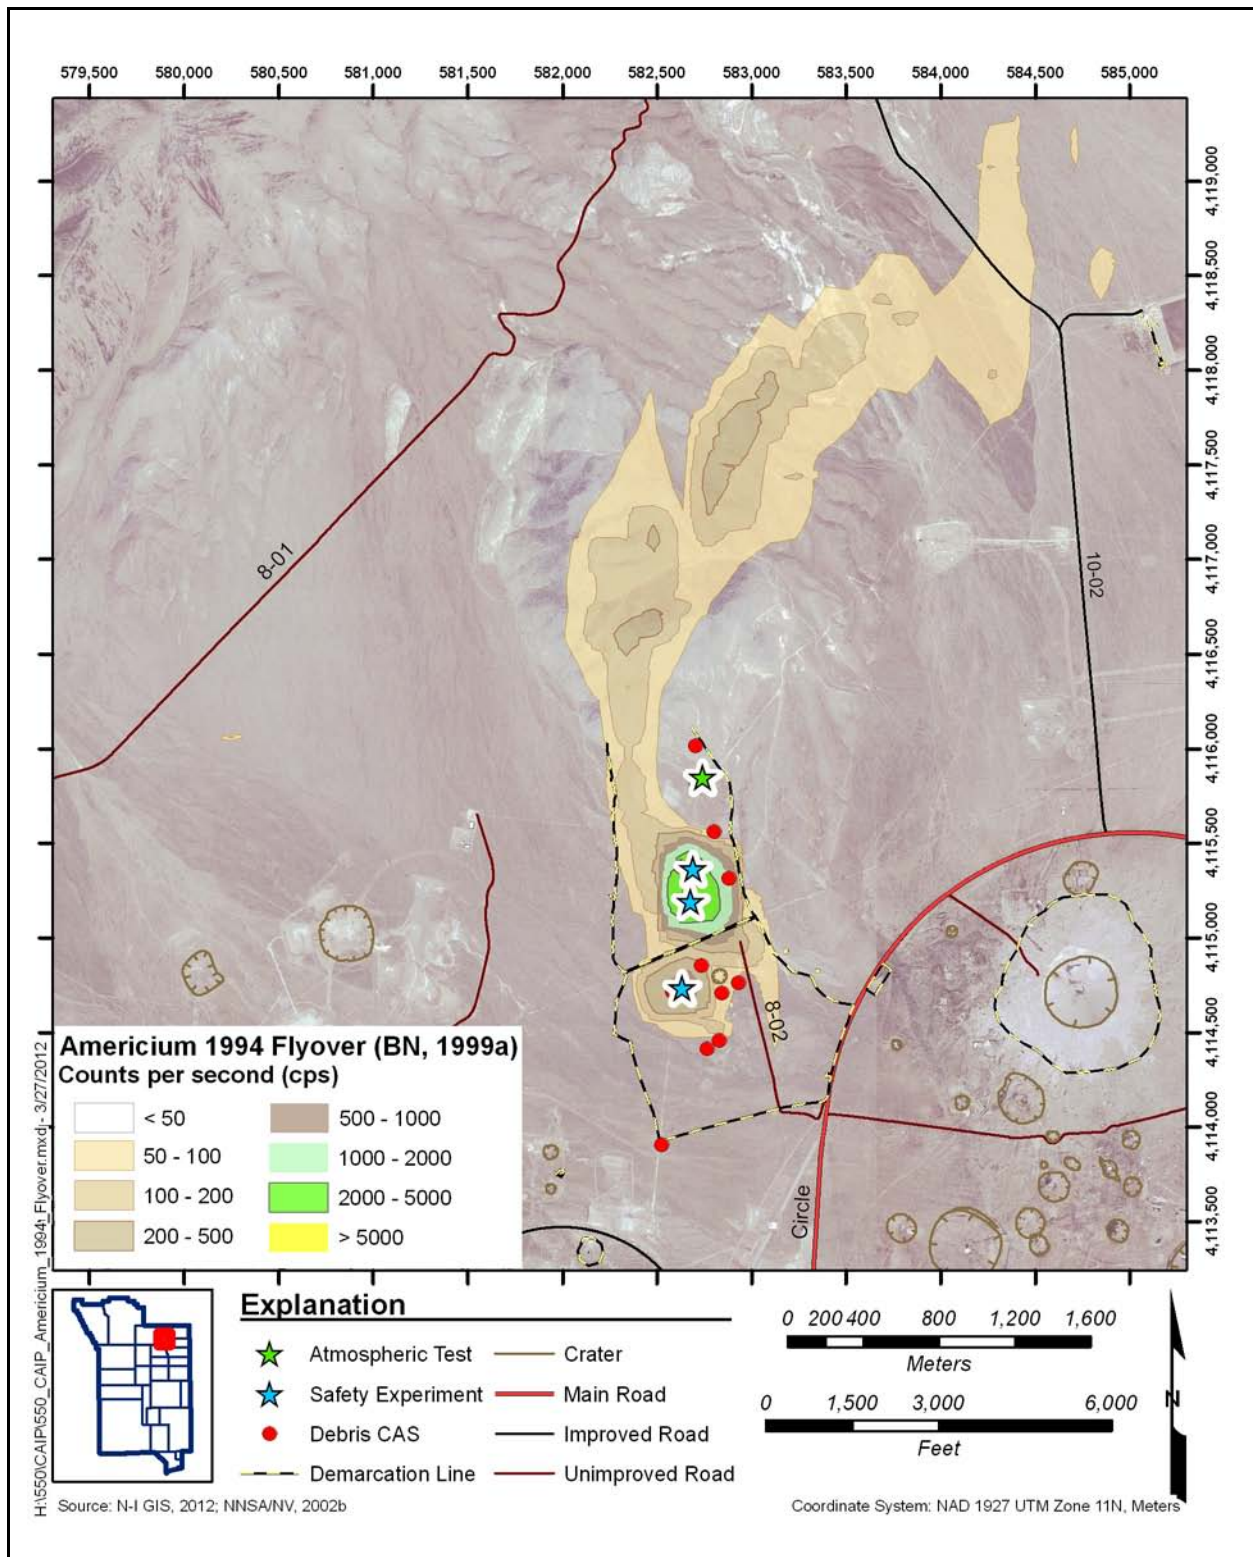 579,500 580,000 580,500 581,000 581,500 582,000 582,500 583,000 583,500 584,000 584,500 585,000
4,119,000
4,118,500
4,118,000
4,117,500
4,117,000
4,116,500
4,116,000
4,115,500
4,115,000
4,114,500
4,114,000
4,113,500
8-01
10-02
8-02
Circle
Americium 1994 Flyover (BN, 1999a)
Counts per second (cps)
< 50
50 - 100
100 - 200
200 - 500
500 - 1000
1000 - 2000
2000 - 5000
> 5000
H:\550\CAIP\550_CAIP_Americium_1994_Flyover.mxd - 3/27/2012
Explanation
Atmospheric Test
Safety Experiment
Debris CAS
Demarcation Line
Crater
Main Road
Improved Road
Unimproved Road
0 200 400 800 1,200 1,600
Meters
0 1,500 3,000 6,000
Feet
N
Source: N-I GIS, 2012; NNSA/NV, 2002b
Coordinate System: NAD 1927 UTM Zone 11N, Meters